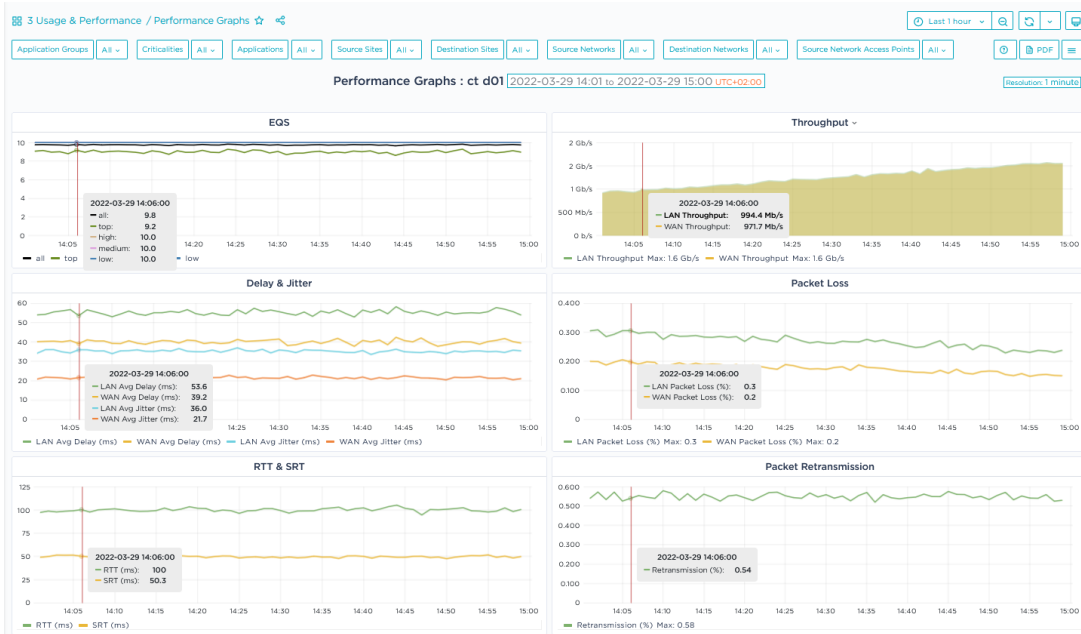 3 Usage & Performance / Performance Graphs
Last 1 hour
Application Groups All Criticalities All Applications All Source Sites All Destination Sites All Source Networks All Destination Networks All Source Network Access Points All PDF
Performance Graphs : ct d01 2022-03-29 14:01 to 2022-03-29 15:00 UTC+02:00
Resolution: 1 minute
EQS
10
8
6
4
2
0
14:05 14:20 14:25 14:30 14:35 14:40 14:45 14:50 14:55 15:00
2022-03-29 14:06:00
all: 9.8
top: 9.2
high: 10.0
medium: 10.0
low: 10.0
all top low
Throughput
2 Gb/s
2 Gb/s
1 Gb/s
500 Mb/s
0 b/s
2022-03-29 14:06:00
LAN Throughput: 994.4 Mb/s
WAN Throughput: 971.7 Mb/s
14:05 14:10 14:15 14:20 14:25 14:30 14:35 14:40 14:45 14:50 14:55 15:00
LAN Throughput Max: 1.6 Gb/s WAN Throughput Max: 1.6 Gb/s
Delay & Jitter
60
50
40
30
20
10
0
2022-03-29 14:06:00
LAN Avg Delay (ms): 53.6
WAN Avg Delay (ms): 39.2
LAN Avg Jitter (ms): 36.0
WAN Avg Jitter (ms): 21.7
14:05 14:25 14:30 14:35 14:40 14:45 14:50 14:55 15:00
LAN Avg Delay (ms) WAN Avg Delay (ms) LAN Avg Jitter (ms) WAN Avg Jitter (ms)
Packet Loss
0.400
0.300
0.200
0.100
0
2022-03-29 14:06:00
LAN Packet Loss (%): 0.3
WAN Packet Loss (%): 0.2
14:05 14:10 14:15 14:20 14:25 14:30 14:35 14:40 14:45 14:50 14:55 15:00
LAN Packet Loss (%) Max: 0.3 WAN Packet Loss (%) Max: 0.2
RTT & SRT
125
100
75
50
25
0
2022-03-29 14:06:00
RTT (ms): 100
SRT (ms): 50.3
14:05 14:10 14:15 14:20 14:25 14:30 14:35 14:40 14:45 14:50 14:55 15:00
RTT (ms) SRT (ms)
Packet Retransmission
0.600
0.500
0.400
0.300
0.200
0.100
0
2022-03-29 14:06:00
Retransmission (%): 0.54
14:05 14:10 14:15 14:20 14:25 14:30 14:35 14:40 14:45 14:50 14:55 15:00
Retransmission (%) Max: 0.58